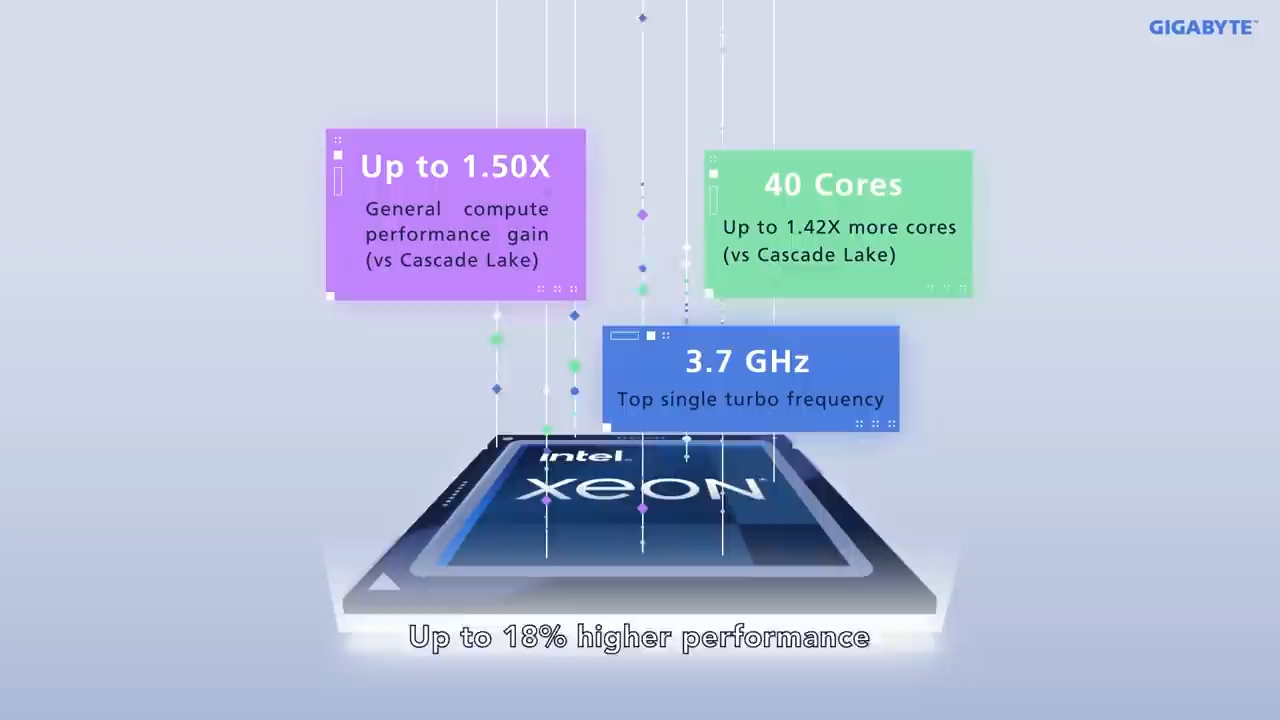 GIGABYTE™
Up to 1.50X
General compute
performance gain
(vs Cascade Lake)
40 Cores
Up to 1.42X more cores
(vs Cascade Lake)
3.7 GHz
Top single turbo frequency
intel.
xeon
Up to 18% higher performance